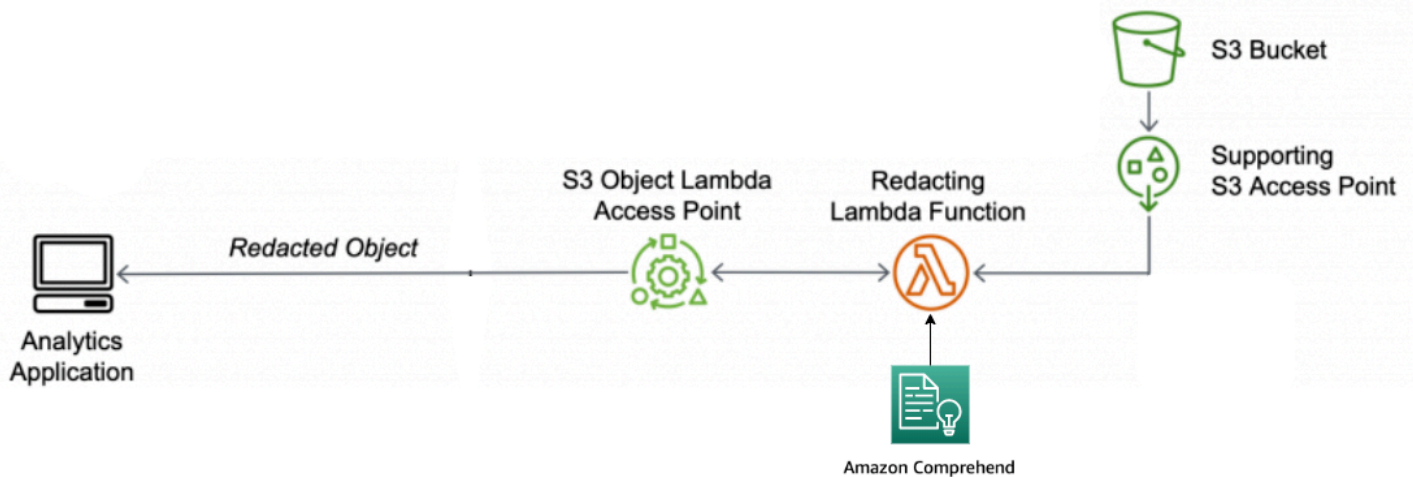 S3 Bucket
Supporting
S3 Access Point
S3 Object Lambda
Access Point
Redacting
Lambda Function
Redacted Object
Analytics
Application
Amazon Comprehend